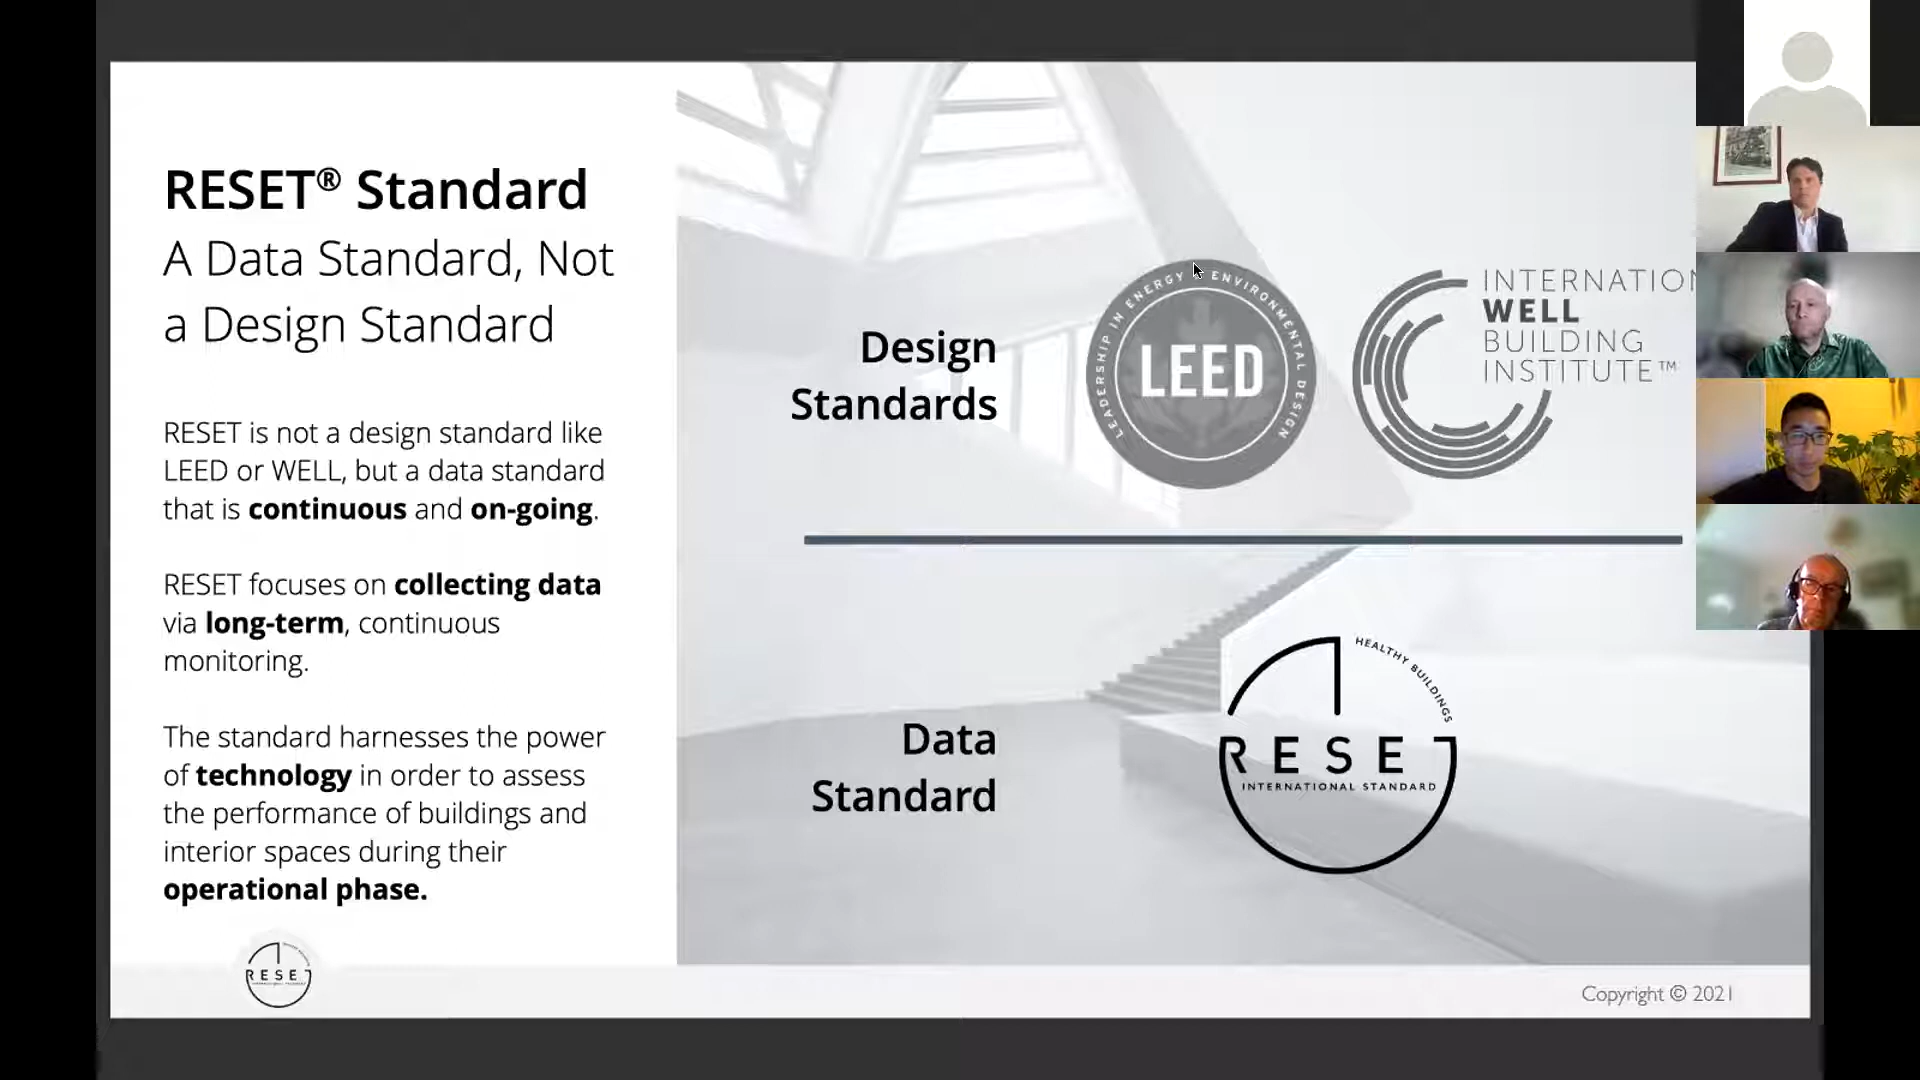 RESET® Standard
A Data Standard, Not
a Design Standard
RESET is not a design standard like
LEED or WELL, but a data standard
that is continuous and on-going.
RESET focuses on collecting data
via long-term, continuous
monitoring.
The standard harnesses the power
of technology in order to assess
the performance of buildings and
interior spaces during their
operational phase.
RESET
Design
Standards
LEADERSHIP IN ENERGY & ENVIRONMENTAL DESIGN
LEED
INTERNATION
WELL
BUILDING
INSTITUTE™
Data
Standard
HEALTHY BUILDINGS
RESET
INTERNATIONAL STANDARD
Copyright © 2021